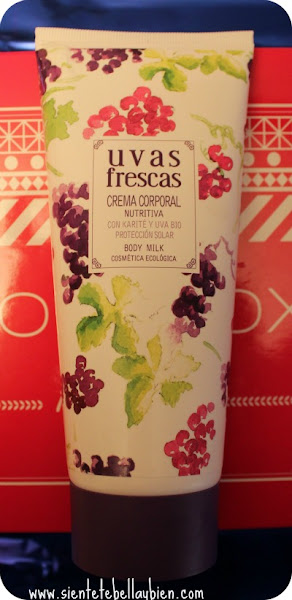 uvas
frescas
CREMA CORPORAL
NUTRITIVA
CON KARITÉ Y UVA BIO
PROTECCIÓN SOLAR
BODY MILK
COSMÉTICA ECOLÓGICA
www.sientetebellaybien.com